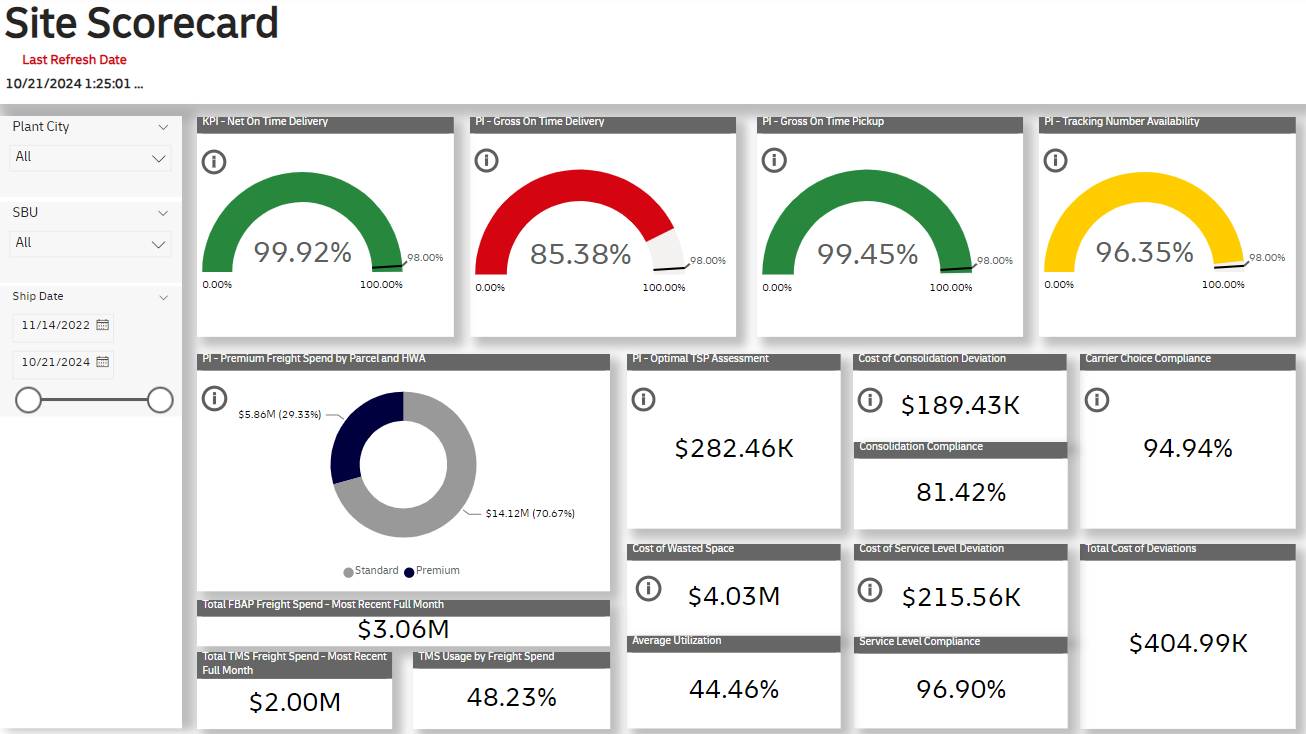 Site Scorecard
Last Refresh Date
10/21/2024 1:25:01 ...
Plant City
All
SBU
All
Ship Date
11/14/2022
10/21/2024
KPI - Net On Time Delivery
99.92%
98.00%
0.00%
100.00%
PI - Gross On Time Delivery
85.38%
98.00%
0.00%
100.00%
PI - Gross On Time Pickup
99.45%
98.00%
0.00%
100.00%
PI - Tracking Number Availability
96.35%
98.00%
0.00%
100.00%
PI - Premium Freight Spend by Parcel and HWA
$5.86M (29.33%)
$14.12M (70.67%)
Standard
Premium
PI - Optimal TSP Assessment
$282.46K
Cost of Consolidation Deviation
$189.43K
Consolidation Compliance
81.42%
Carrier Choice Compliance
94.94%
Total FBAP Freight Spend - Most Recent Full Month
$3.06M
Total TMS Freight Spend - Most Recent
Full Month
$2.00M
TMS Usage by Freight Spend
48.23%
Cost of Wasted Space
$4.03M
Average Utilization
44.46%
Cost of Service Level Deviation
$215.56K
Service Level Compliance
96.90%
Total Cost of Deviations
$404.99K